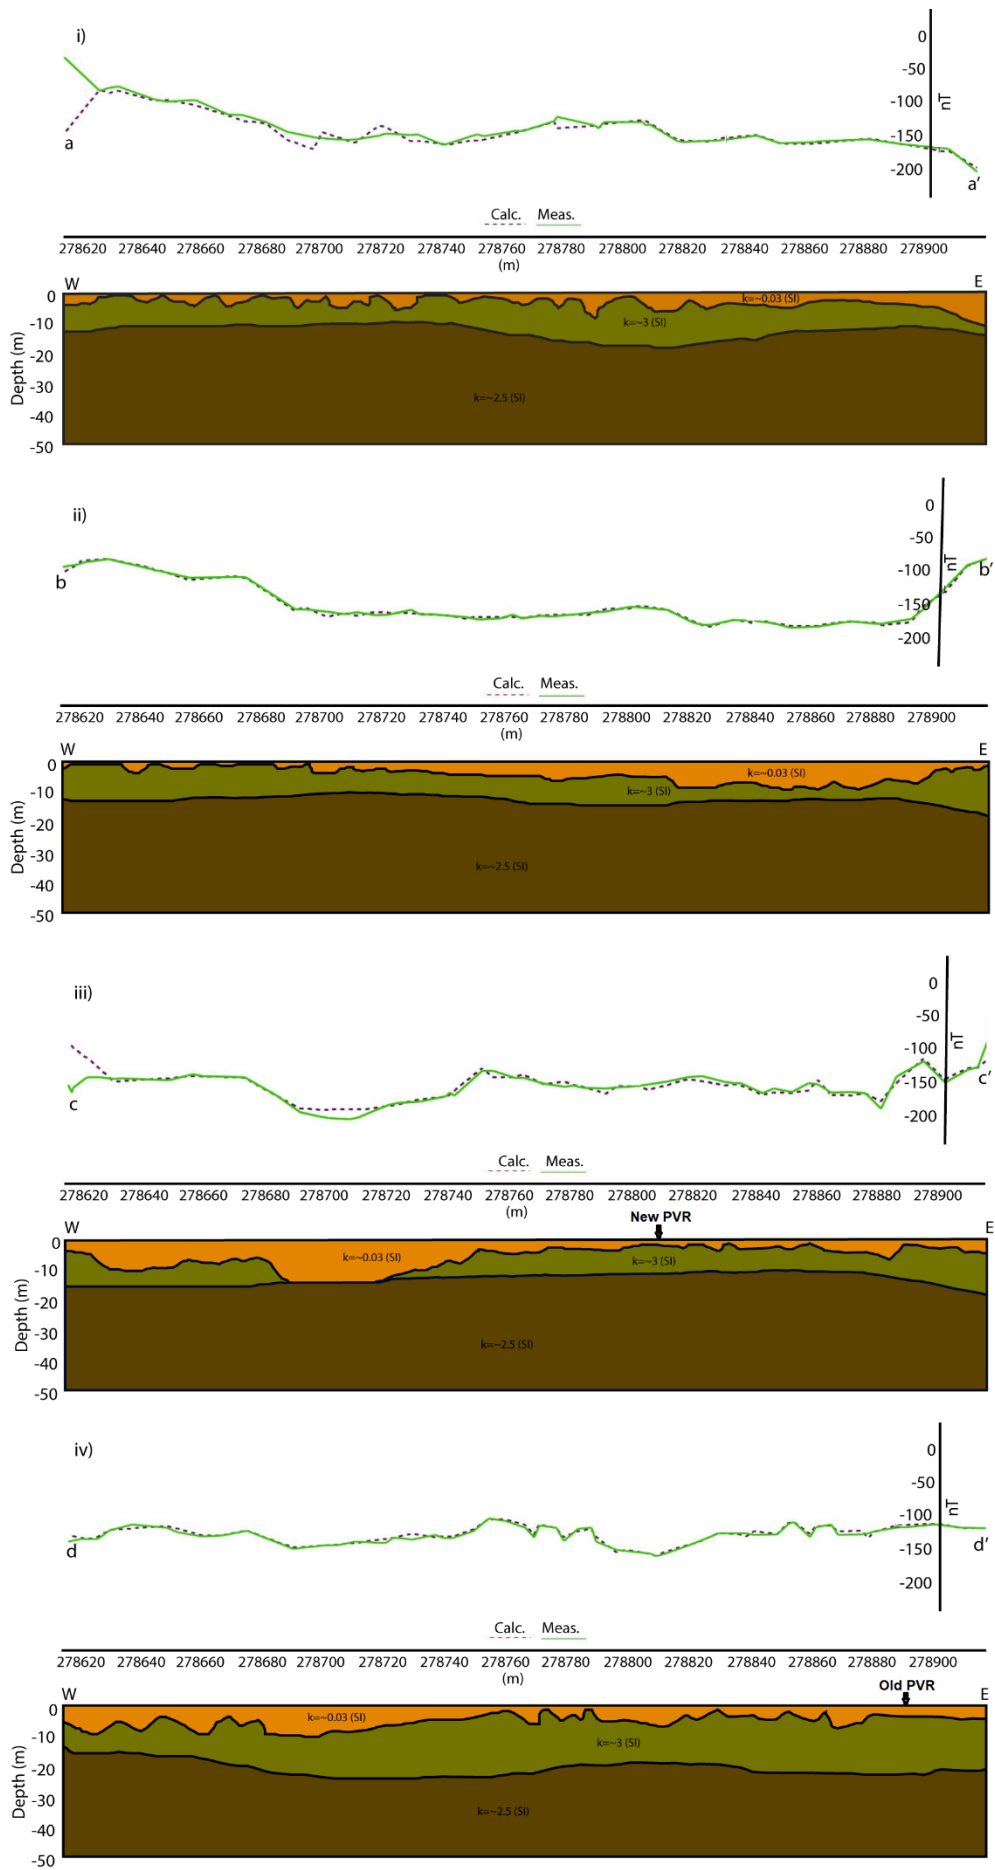 i)
0
-50
-100
-150
-200
nT
a
a’
Calc. Meas.
278620 278640 278660 278680 278700 278720 278740 278760 278780 278800 278820 278840 278860 278880 278900
(m)
W E
0
-10
-20
-30
-40
-50
Depth (m)
k=~0.03 (SI)
k=~3 (SI)
k=~2.5 (SI)
ii)
0
-50
-100
-150
-200
nT
b
b’
Calc. Meas.
278620 278640 278660 278680 278700 278720 278740 278760 278780 278800 278820 278840 278860 278880 278900
(m)
W E
0
-10
-20
-30
-40
-50
Depth (m)
k=~0.03 (SI)
k=~3 (SI)
k=~2.5 (SI)
iii)
0
-50
-100
-150
-200
nT
c
c’
Calc. Meas.
278620 278640 278660 278680 278700 278720 278740 278760 278780 278800 278820 278840 278860 278880 278900
(m)
New PVR
W E
0
-10
-20
-30
-40
-50
Depth (m)
k=~0.03 (SI)
k=~3 (SI)
k=~2.5 (SI)
iv)
0
-50
-100
-150
-200
nT
d
d’
Calc. Meas.
278620 278640 278660 278680 278700 278720 278740 278760 278780 278800 278820 278840 278860 278880 278900
(m)
Old PVR
W E
0
-10
-20
-30
-40
-50
Depth (m)
k=~0.03 (SI)
k=~3 (SI)
k=~2.5 (SI)